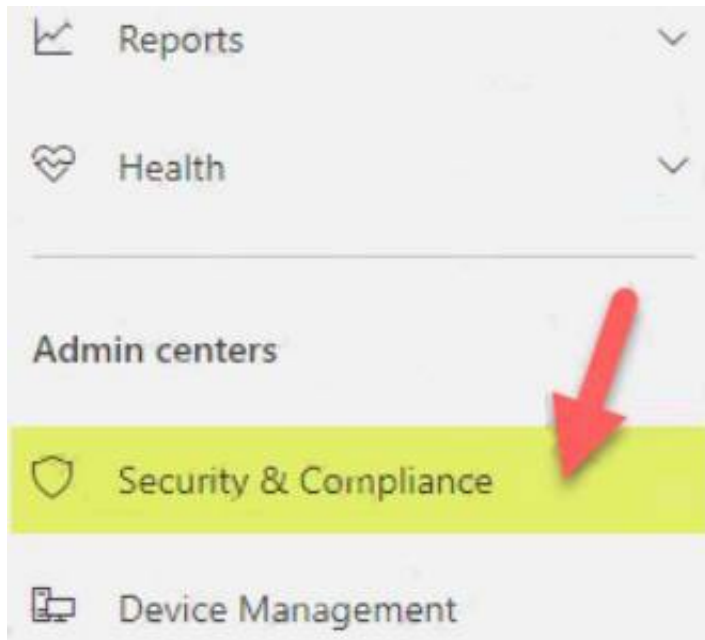 Reports
Health
Admin centers
Security & Compliance
Device Management